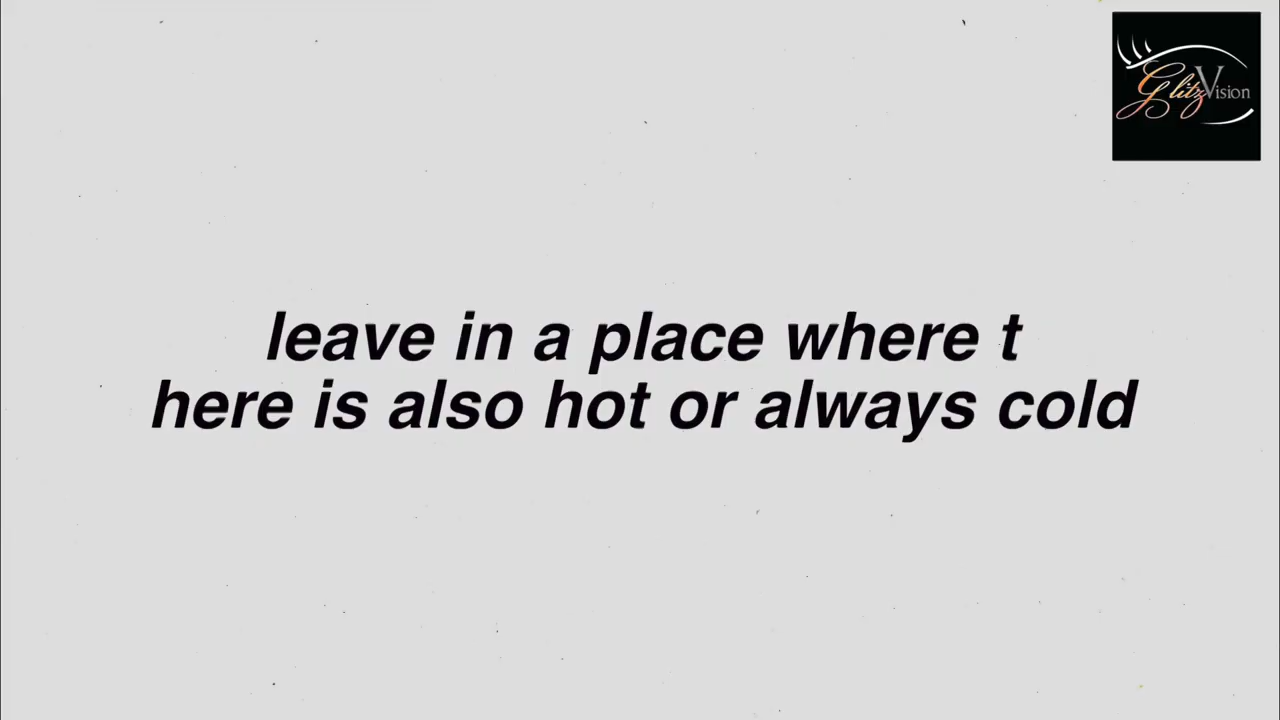 GlitzVision
leave in a place where t
here is also hot or always cold